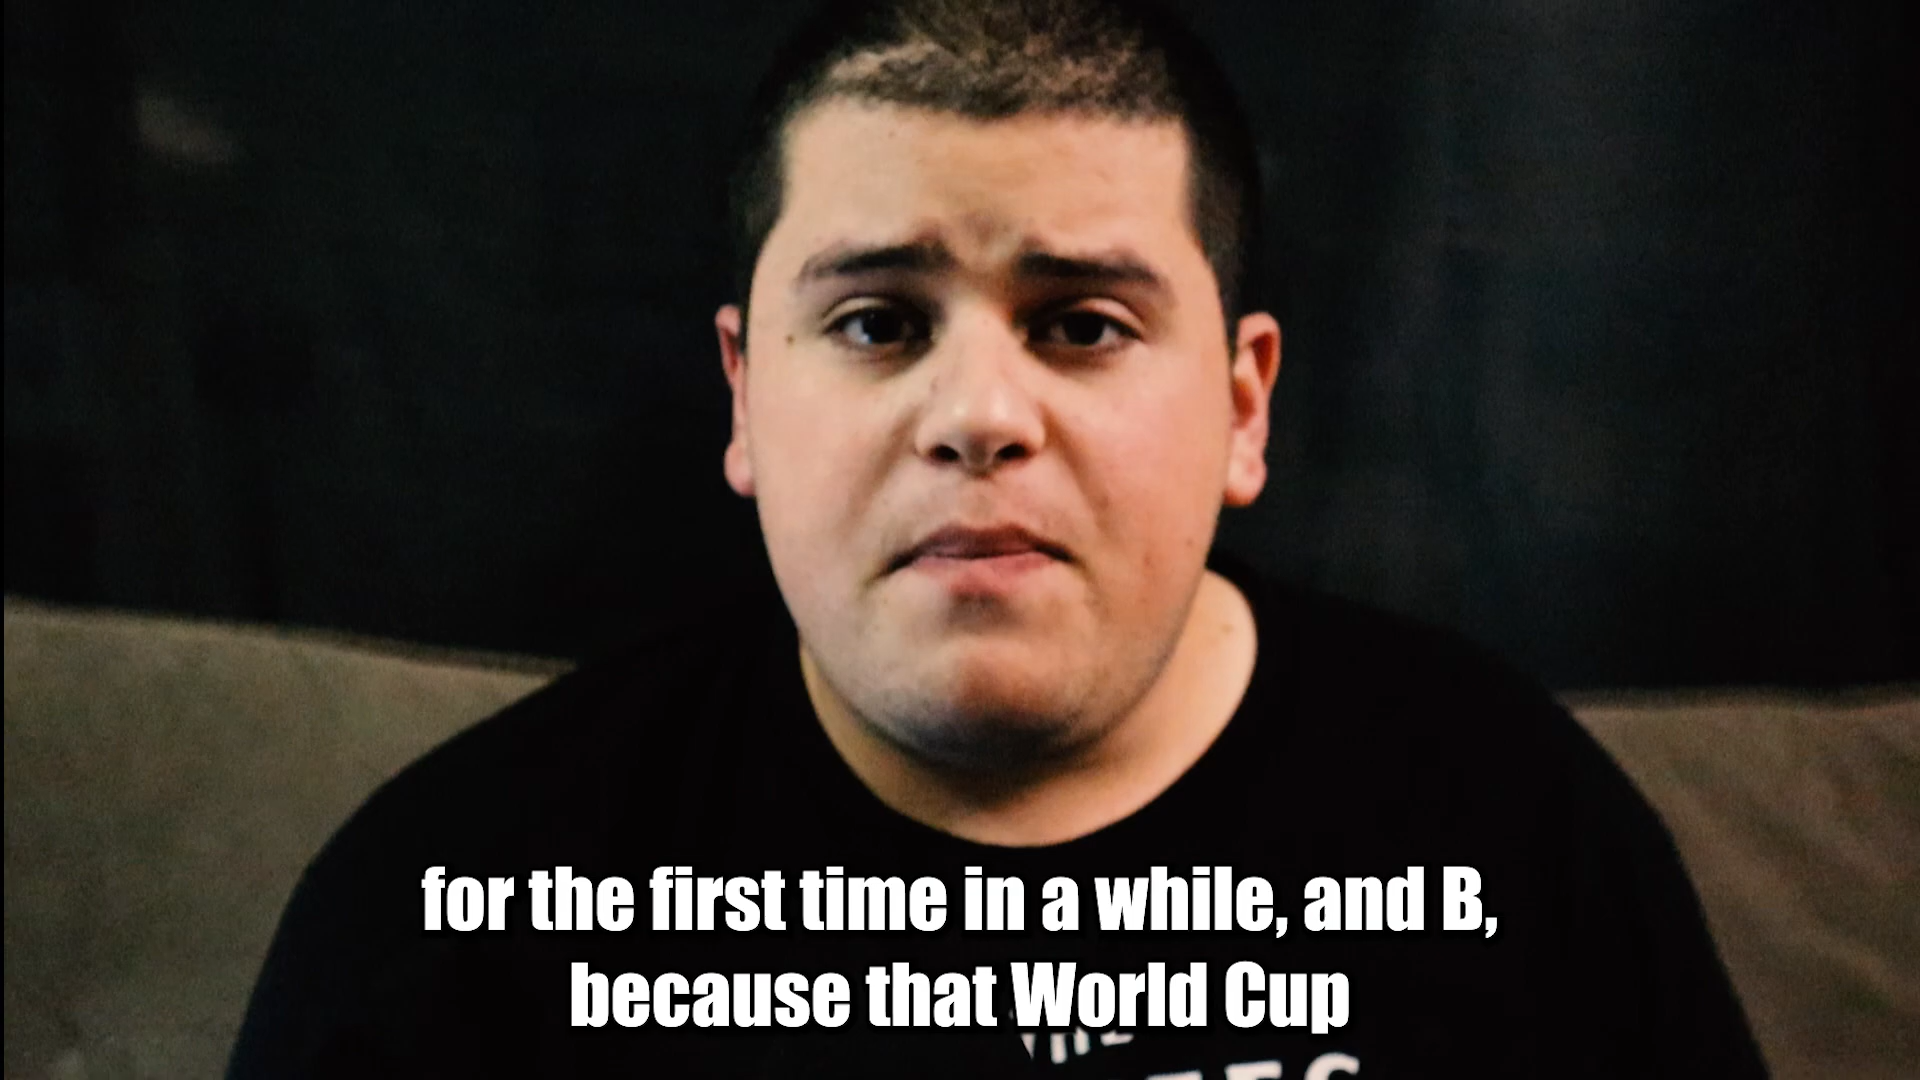 for the first time in a while, and B,
because that World Cup